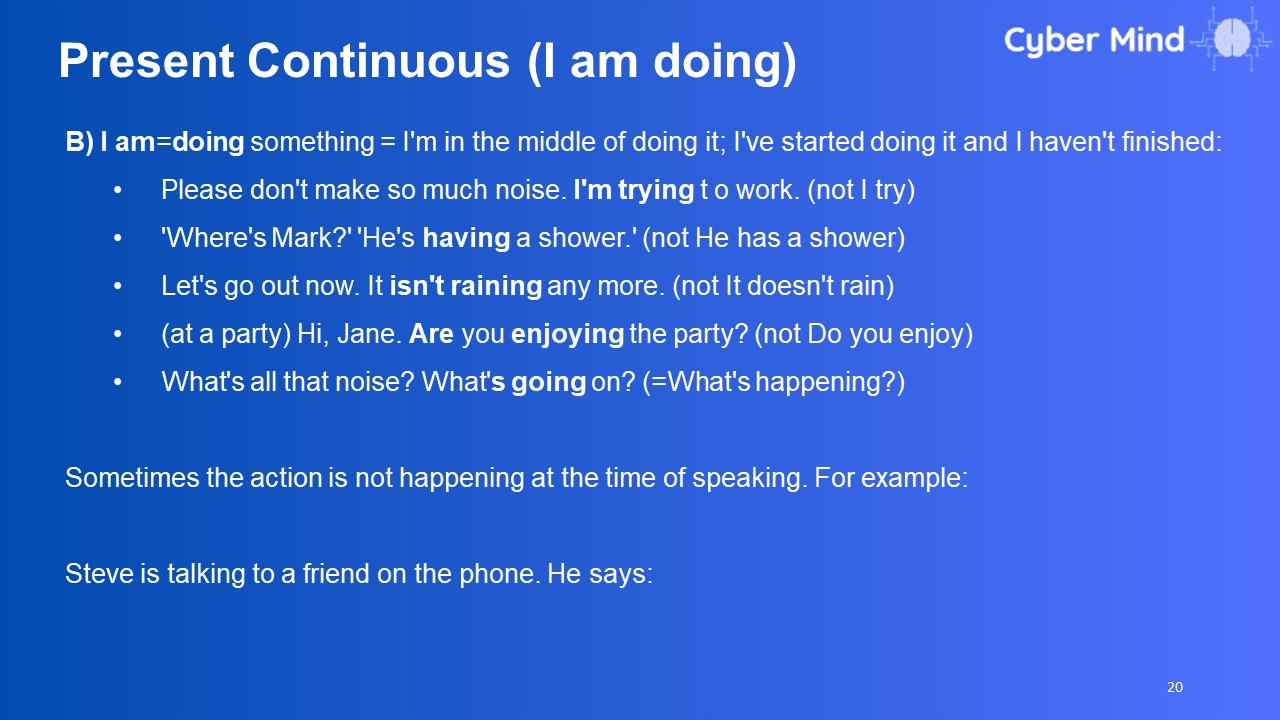 Present Continuous (I am doing)
Cyber Mind
B) I am=doing something = I'm in the middle of doing it; I've started doing it and I haven't finished:
• Please don't make so much noise. I'm trying t o work. (not I try)
• 'Where's Mark?' 'He's having a shower.' (not He has a shower)
• Let's go out now. It isn't raining any more. (not It doesn't rain)
• (at a party) Hi, Jane. Are you enjoying the party? (not Do you enjoy)
• What's all that noise? What's going on? (=What's happening?)
Sometimes the action is not happening at the time of speaking. For example:
Steve is talking to a friend on the phone. He says:
20